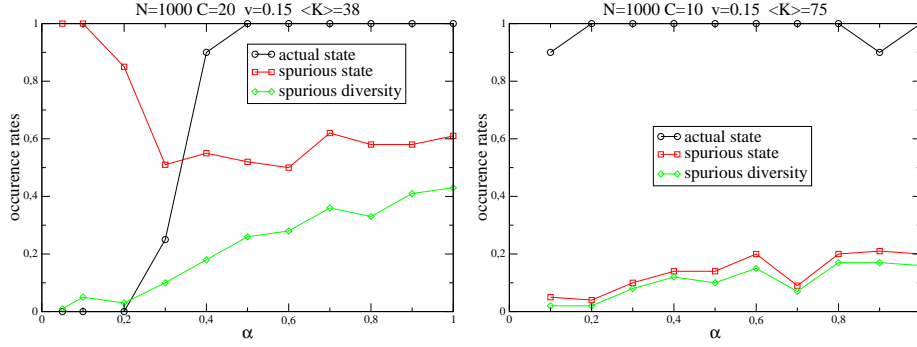 N=1000 C=20 v=0.15 <K>=38
occurence rates
1
0,8
0,6
0,4
0,2
0
actual state
spurious state
spurious diversity
0
0,2
0,4
0,6
0,8
1
α
N=1000 C=10 v=0.15 <K>=75
occurence rates
1
0,8
0,6
0,4
0,2
0
actual state
spurious state
spurious diversity
0
0,2
0,4
0,6
0,8
α